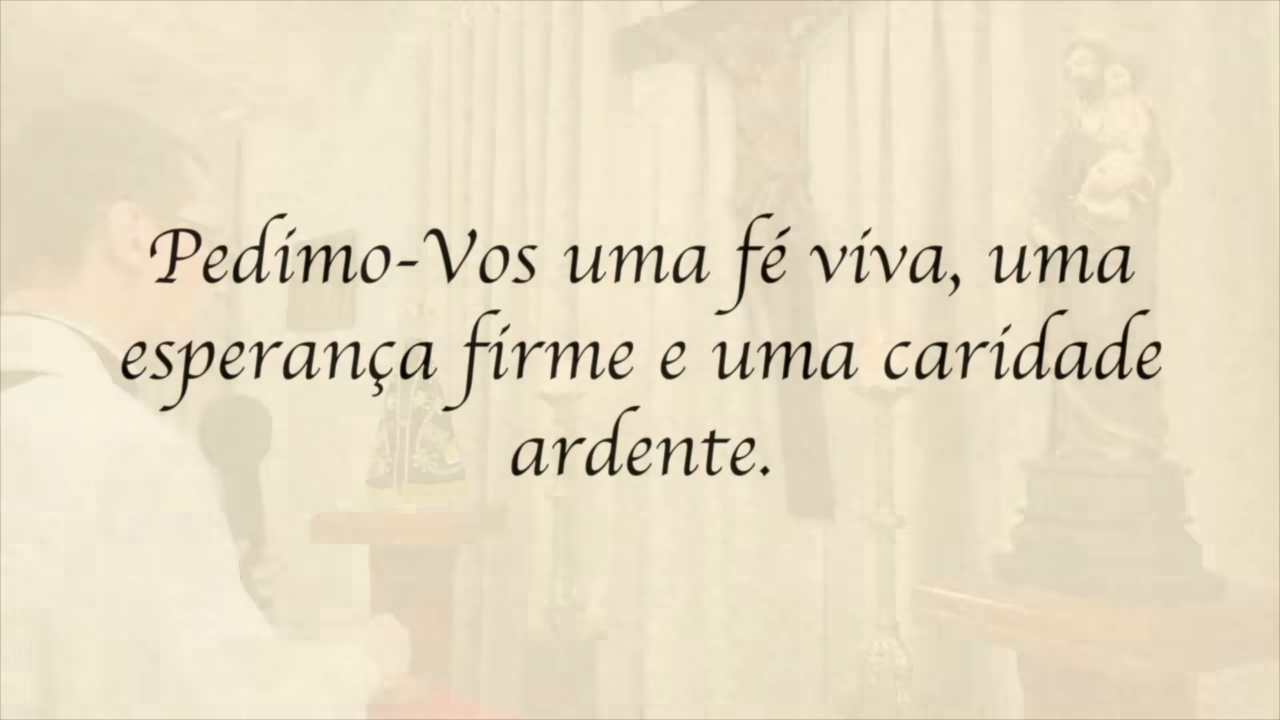 Pedimo-Vos uma fé viva, uma
esperança firme e uma caridade
ardente.